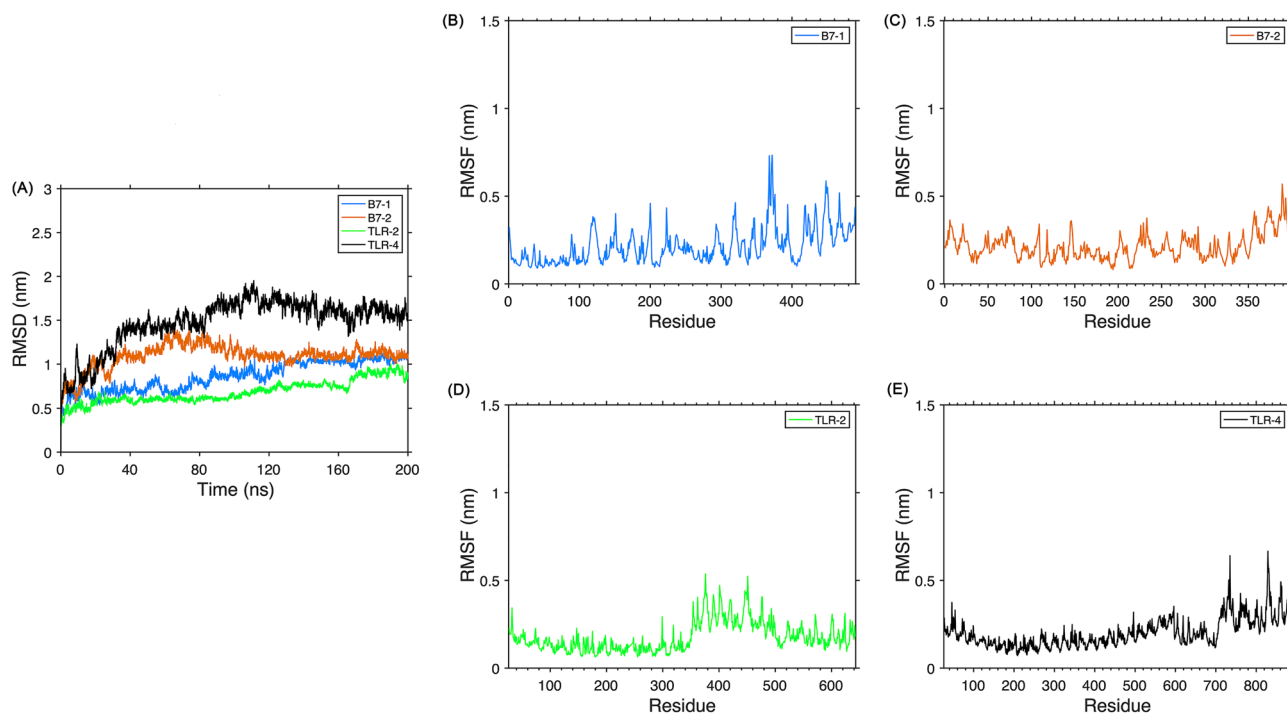 (A)
3
2.5
2
1.5
1
0.5
0
RMSD (nm)
B7-1
B7-2
TLR-2
TLR-4
0 40 80 120 160 200
Time (ns)
(B)
1.5
1
0.5
0
RMSF (nm)
B7-1
0 100 200 300 400
Residue
(C)
1.5
1
0.5
0
RMSF (nm)
B7-2
0 50 100 150 200 250 300 350
Residue
(D)
1.5
1
0.5
0
RMSF (nm)
TLR-2
100 200 300 400 500 600
Residue
(E)
1.5
1
0.5
0
RMSF (nm)
TLR-4
100 200 300 400 500 600 700 800
Residue